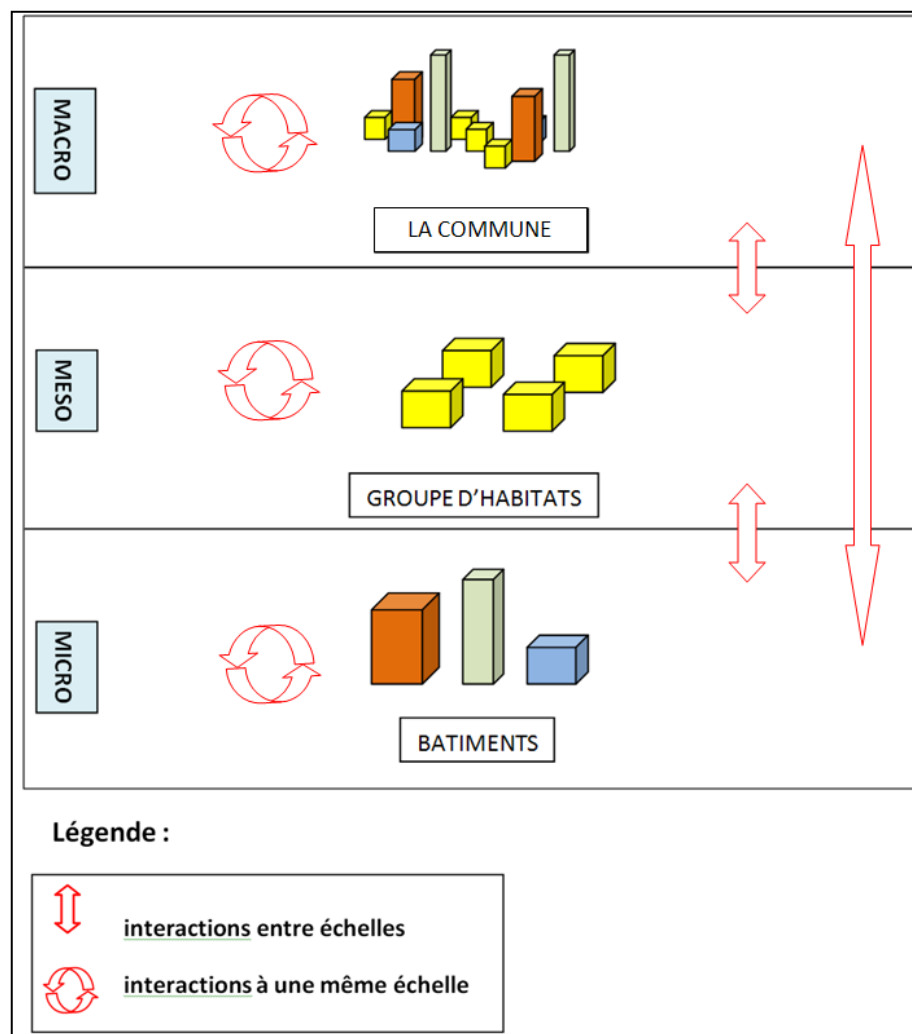 MACRO
LA COMMUNE
MESO
GROUPE D'HABITATS
MICRO
BATIMENTS
Légende :
interactions entre échelles
interactions à une même échelle